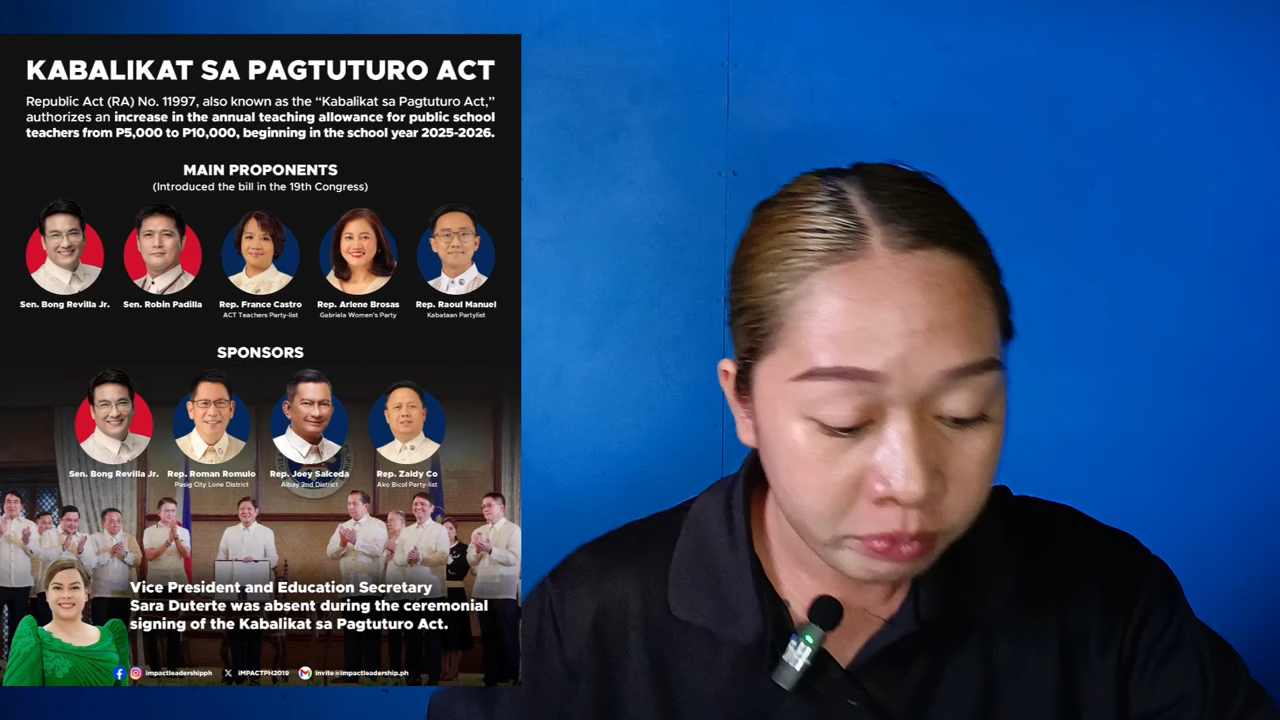 KABALIKAT SA PAGTUTURO ACT
Republic Act (RA) No. 11997, also known as the “Kabalikat sa Pagtuturo Act,”
authorizes an increase in the annual teaching allowance for public school
teachers from P5,000 to P10,000, beginning in the school year 2025-2026.
MAIN PROPONENTS
(Introduced the bill in the 19th Congress)
Sen. Bong Revilla Jr.
Sen. Robin Padilla
Rep. France Castro
ACT Teachers Party-list
Rep. Arlene Brosas
Gabriela Women's Party
Rep. Raoul Manuel
Kabataan Partylist
SPONSORS
Sen. Bong Revilla Jr.
Rep. Roman Romulo
Pasig City Lone District
Rep. Joey Salceda
Albay 2nd District
Rep. Zaldy Co
Ako Bicol Party-list
Vice President and Education Secretary
Sara Duterte was absent during the ceremonial
signing of the Kabalikat sa Pagtuturo Act.
impactleadershipph
iMPACTPH2019
invite@impactleadership.ph